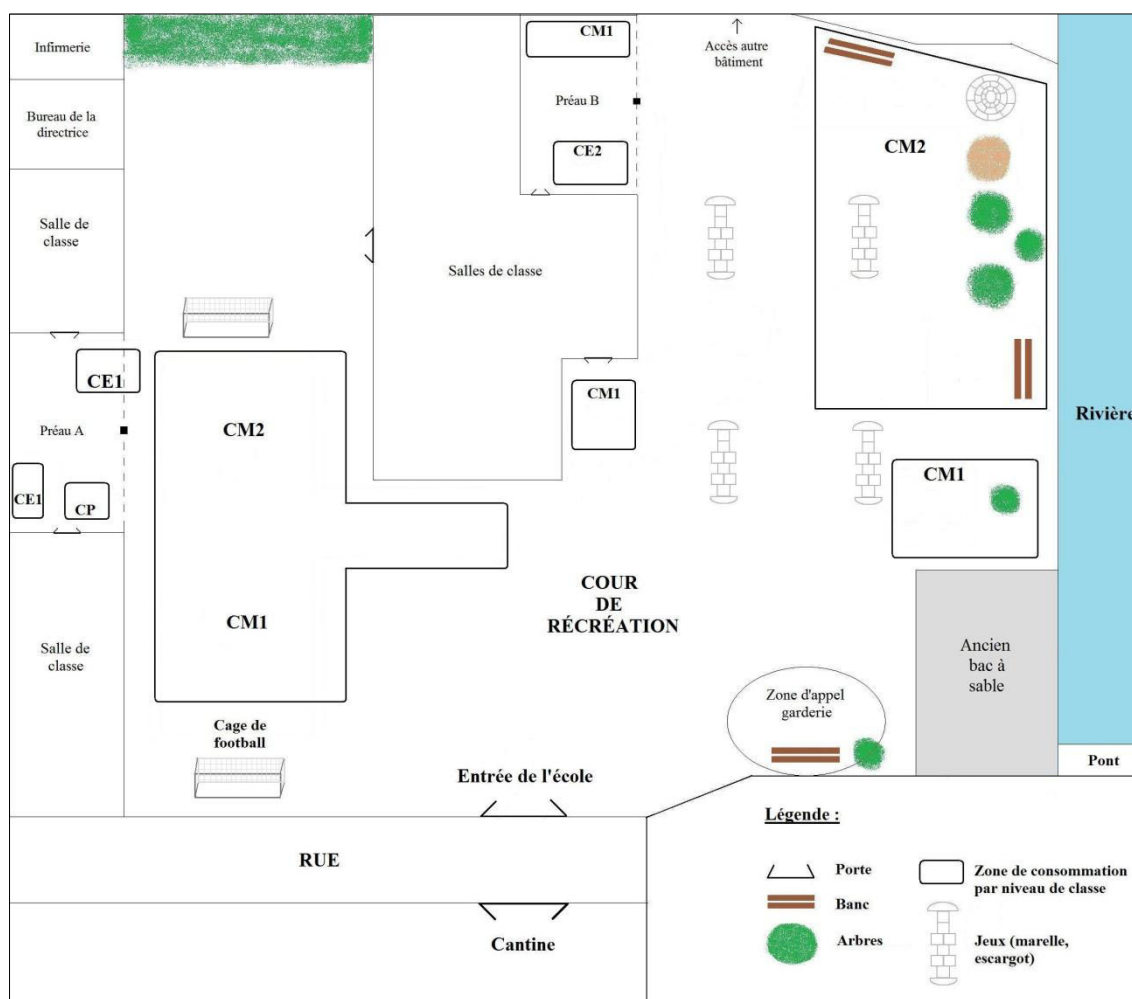 Infirmerie
Bureau de la
directrice
Salle de
classe
CE1
Préau A
CE1
CP
Salle de
classe
CM1
Préau B
CE2
Salles de classe
CM1
Accès autre
bâtiment
CM2
CM1
Rivière
CM2
CM1
Cage de
football
COUR
DE
RÉCRÉATION
Zone d'appel
garderie
Ancien
bac à
sable
Pont
Entrée de l'école
RUE
Cantine
Légende :
Porte
Banc
Arbres
Zone de consommation
par niveau de classe
Jeux (marelle,
escargot)